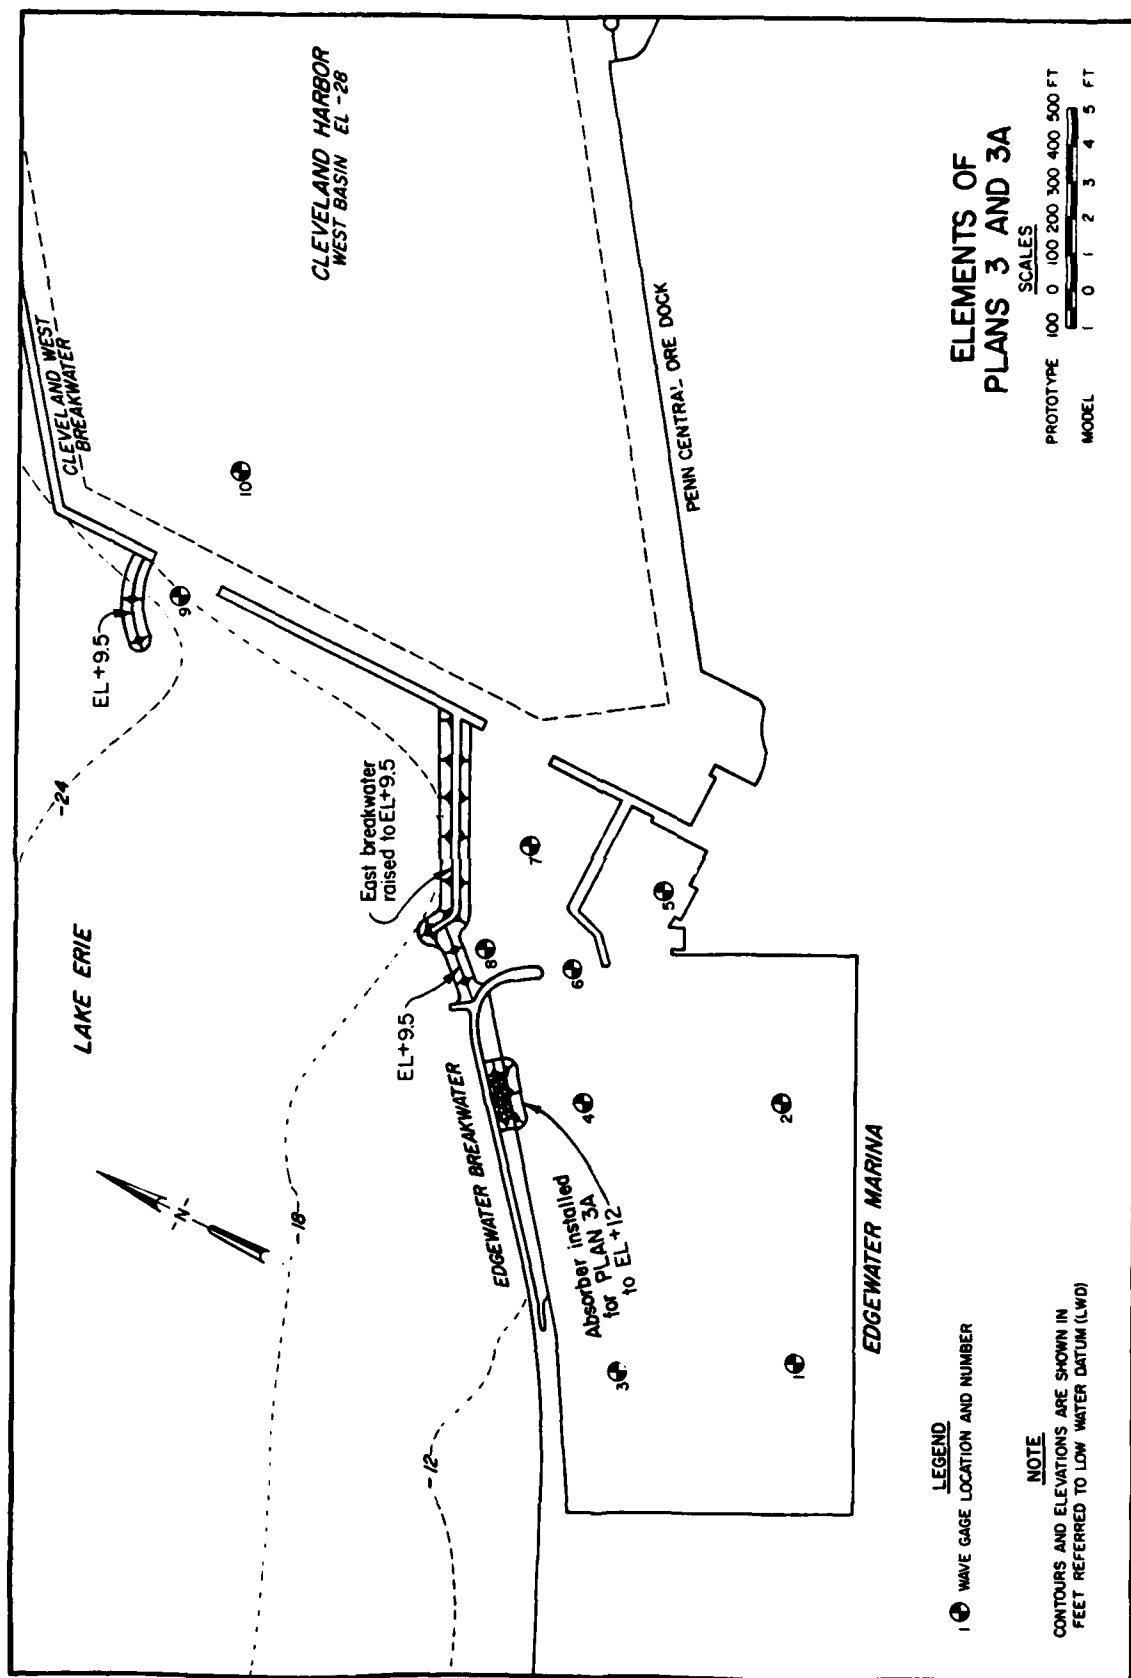 LAKE ERIE
CLEVELAND HARBOR
WEST BASIN EL -28
CLEVELAND WEST
BREAKWATER
EL+9.5
-24
East breakwater
raised to EL+9.5
EL+9.5
-18-
-N-
-12-
EDGEWATER BREAKWATER
Absorber installed
for PLAN 3A
to EL+12
PENN CENTRAL ORE DOCK
EDGEWATER MARINA
1
2
3
4
5
6
7
8
9
10
LEGEND
1 WAVE GAGE LOCATION AND NUMBER
NOTE
CONTOURS AND ELEVATIONS ARE SHOWN IN
FEET REFERRED TO LOW WATER DATUM (LWD)
ELEMENTS OF
PLANS 3 AND 3A
SCALES
PROTOTYPE 100 0 100 200 300 400 500 FT
MODEL 1 0 1 2 3 4 5 FT